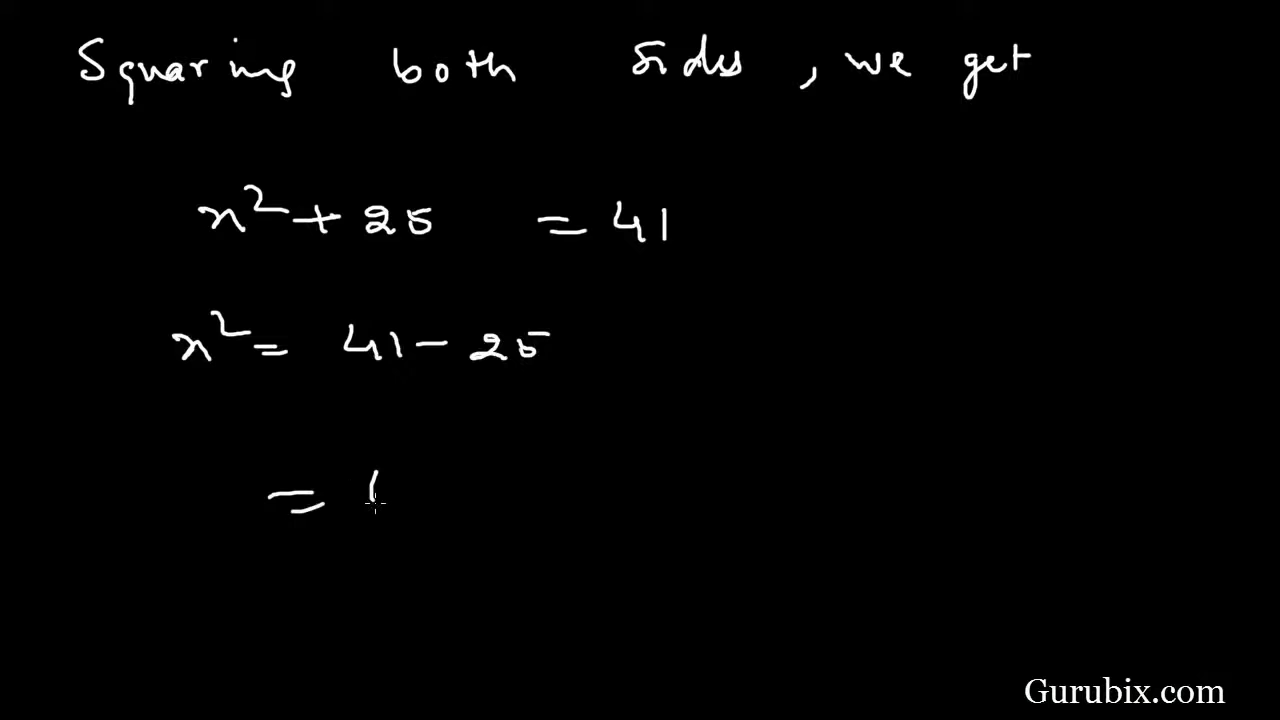 Squaring both sides, we get
x² + 25 = 41
x² = 41 - 25
= 1
Gurubix.com